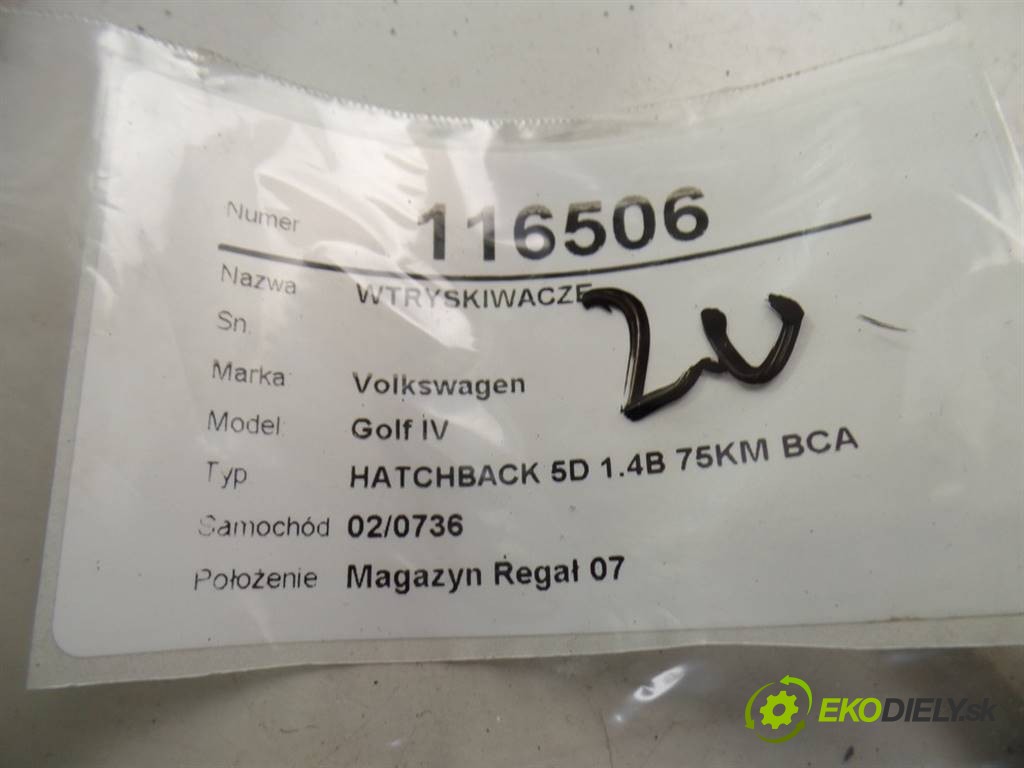 Numer 116506
Nazwa WTRYSKIWACZE
Sn.
Marka Volkswagen
Model Golf IV
Typ HATCHBACK 5D 1.4B 75KM BCA
Samochód 02/0736
Położenie Magazyn Regał 07
EKODIELY.sk